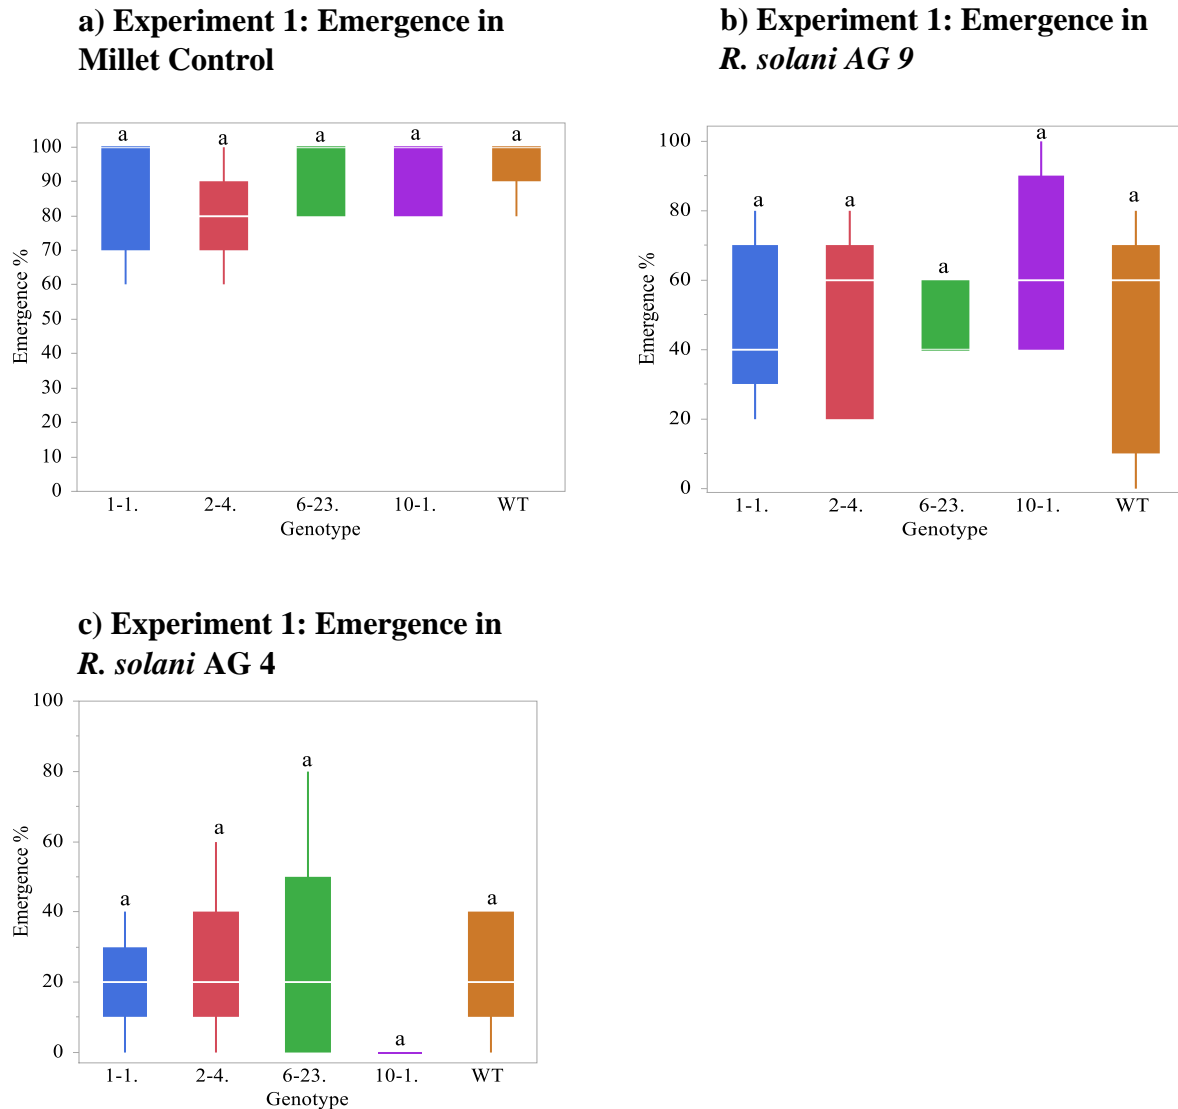 a) Experiment 1: Emergence in
Millet Control
a a a a a
100
90
80
70
60
50
40
30
20
10
0
Emergence %
1-1. 2-4. 6-23. 10-1. WT
Genotype
b) Experiment 1: Emergence in
R. solani AG 9
a a a a a
100
80
60
40
20
0
Emergence %
1-1. 2-4. 6-23. 10-1. WT
Genotype
c) Experiment 1: Emergence in
R. solani AG 4
a a a a a
100
80
60
40
20
0
Emergence %
1-1. 2-4. 6-23. 10-1. WT
Genotype